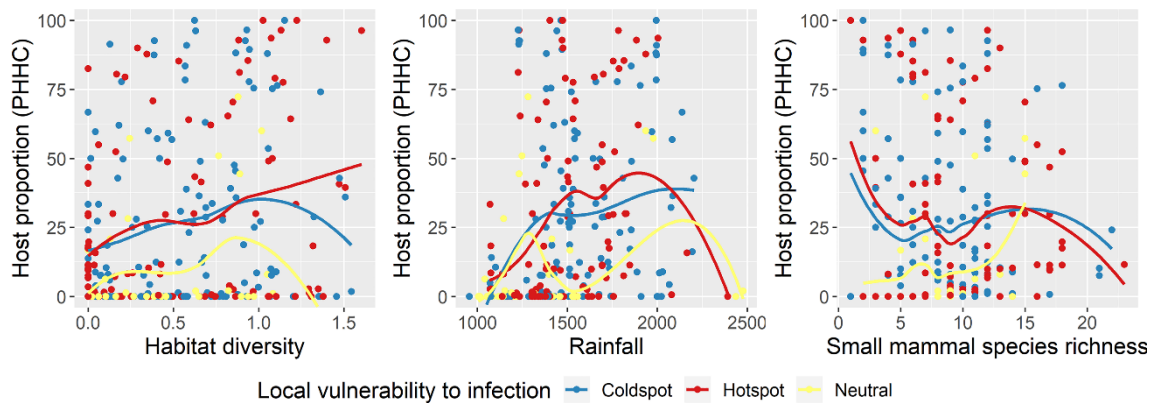 Host proportion (PHHC)
100
75
50
25
0
0.0 0.5 1.0 1.5
Habitat diversity
Host proportion (PHHC)
100
75
50
25
0
1000 1500 2000 2500
Rainfall
Host proportion (PHHC)
100
75
50
25
0
0 5 10 15 20
Small mammal species richness
Local vulnerability to infection Coldspot Hotspot Neutral